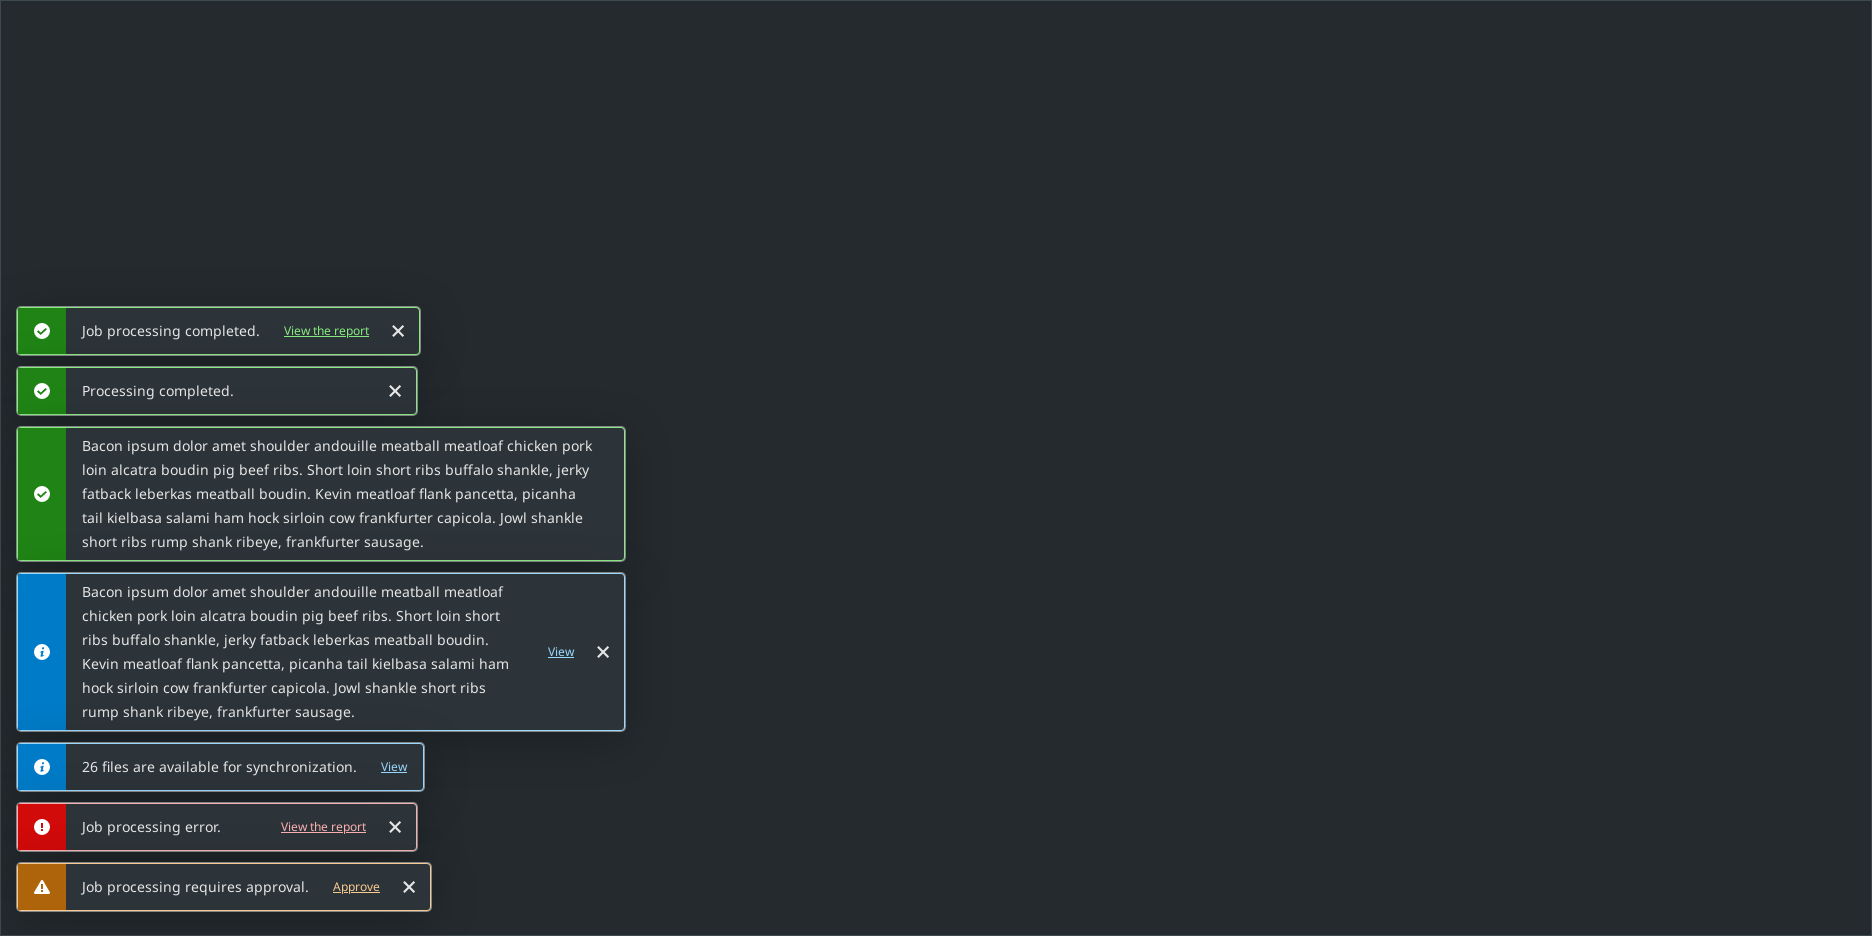 Job processing completed. View the report
Processing completed.
Bacon ipsum dolor amet shoulder andouille meatball meatloaf chicken pork
loin alcatra boudin pig beef ribs. Short loin short ribs buffalo shankle, jerky
fatback leberkas meatball boudin. Kevin meatloaf flank pancetta, picanha
tail kielbasa salami ham hock sirloin cow frankfurter capicola. Jowl shankle
short ribs rump shank ribeye, frankfurter sausage.
Bacon ipsum dolor amet shoulder andouille meatball meatloaf
chicken pork loin alcatra boudin pig beef ribs. Short loin short
ribs buffalo shankle, jerky fatback leberkas meatball boudin.
Kevin meatloaf flank pancetta, picanha tail kielbasa salami ham
hock sirloin cow frankfurter capicola. Jowl shankle short ribs
rump shank ribeye, frankfurter sausage.
View
26 files are available for synchronization. View
Job processing error. View the report
Job processing requires approval. Approve